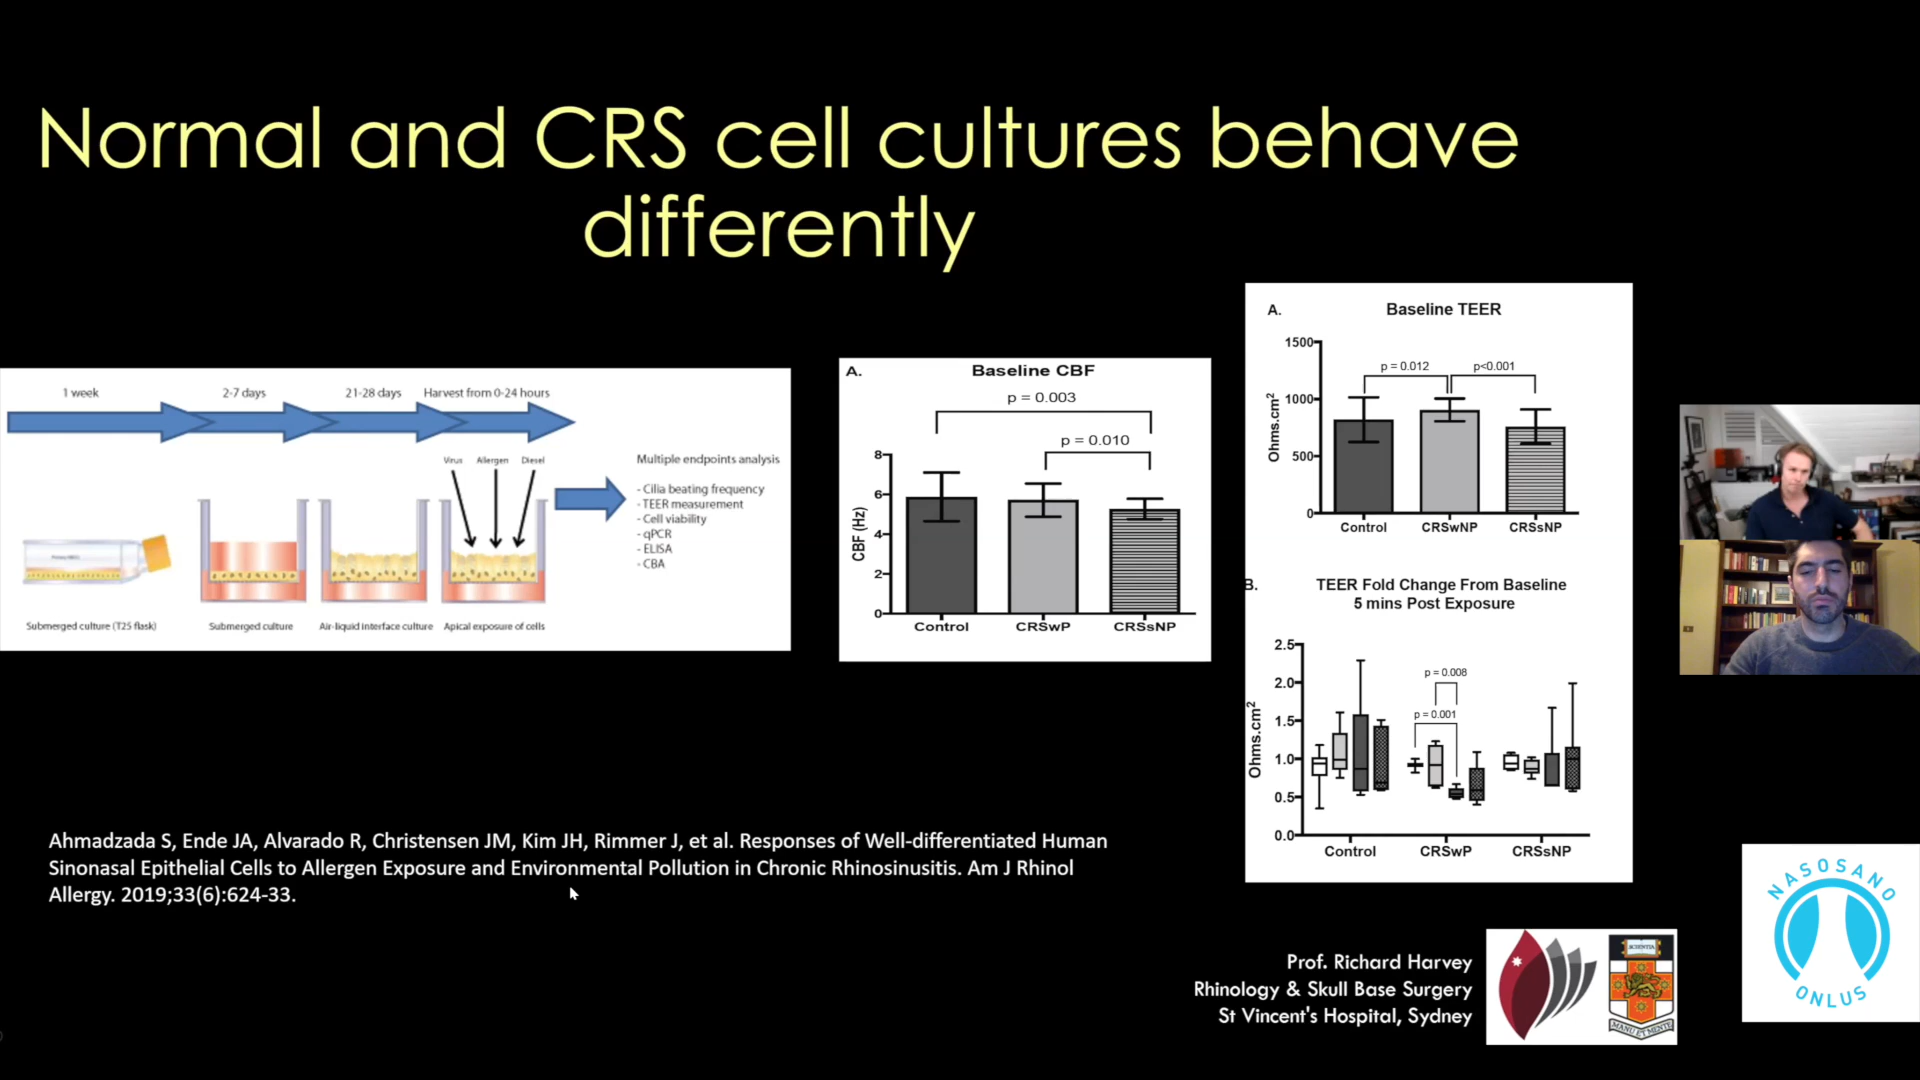 Normal and CRS cell cultures behave
differently
1 week
2-7 days
21-28 days
Harvest from 0-24 hours
Virus
Allergen
Diesel
Multiple endpoints analysis
- Cilia beating frequency
- TEER measurement
- Cell viability
- qPCR
- ELISA
- CBA
Submerged culture (T25 flask)
Submerged culture
Air-liquid interface culture
Apical exposure of cells
A.
Baseline CBF
p = 0.003
p = 0.010
CBF (Hz)
8
6
4
2
0
Control
CRSwP
CRSsNP
A.
Baseline TEER
p = 0.012
p<0.001
Ohms.cm2
1500
1000
500
0
Control
CRSwNP
CRSsNP
B.
TEER Fold Change From Baseline
5 mins Post Exposure
p = 0.008
p = 0.001
Ohms.cm2
2.5
2.0
1.5
1.0
0.5
0.0
Control
CRSwP
CRSsNP
Ahmadzada S, Ende JA, Alvarado R, Christensen JM, Kim JH, Rimmer J, et al. Responses of Well-differentiated Human
Sinonasal Epithelial Cells to Allergen Exposure and Environmental Pollution in Chronic Rhinosinusitis. Am J Rhinol
Allergy. 2019;33(6):624-33.
Prof. Richard Harvey
Rhinology & Skull Base Surgery
St Vincent's Hospital, Sydney
SCIENTIA
MANU ET MENTE
NASOSANO
ONLUS